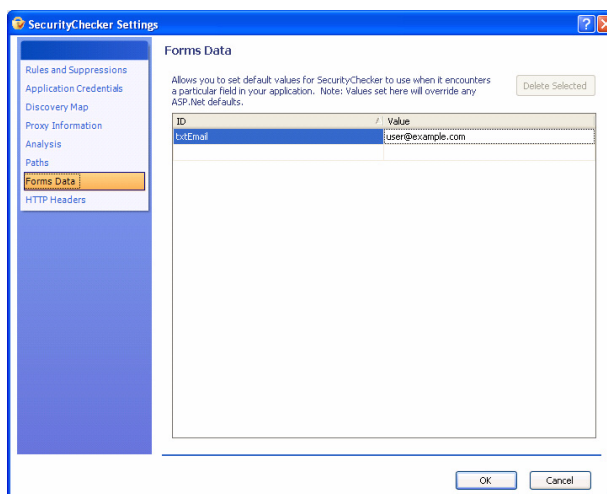 SecurityChecker Settings
Rules and Suppressions
Application Credentials
Discovery Map
Proxy Information
Analysis
Paths
Forms Data
HTTP Headers
Forms Data
Allows you to set default values for SecurityChecker to use when it encounters
a particular field in your application. Note: Values set here will override any
ASP.Net defaults.
Delete Selected
ID / Value
txtEmail user@example.com
OK Cancel